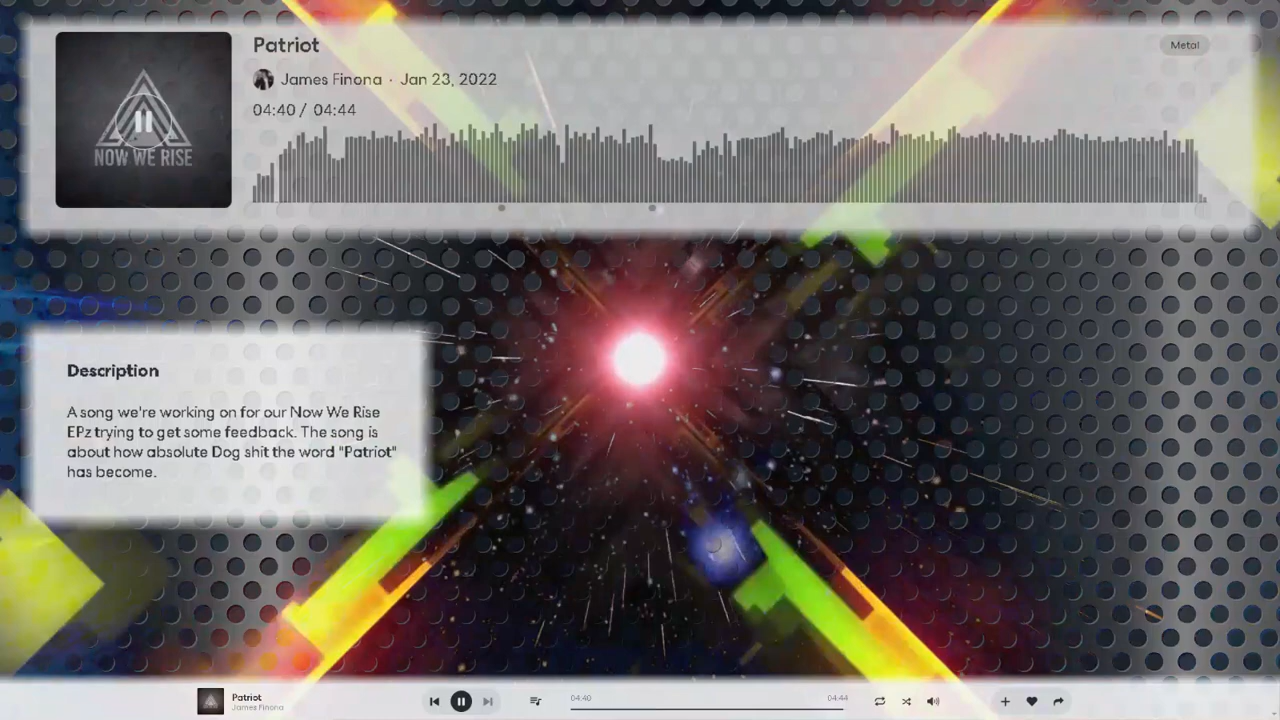 Patriot
Metal
James Finona · Jan 23, 2022
04:40 / 04:44
NOW WE RISE
Description
A song we're working on for our Now We Rise
EPz trying to get some feedback. The song is
about how absolute Dog shit the word "Patriot"
has become.
Patriot
James Finona
04:40
04:44